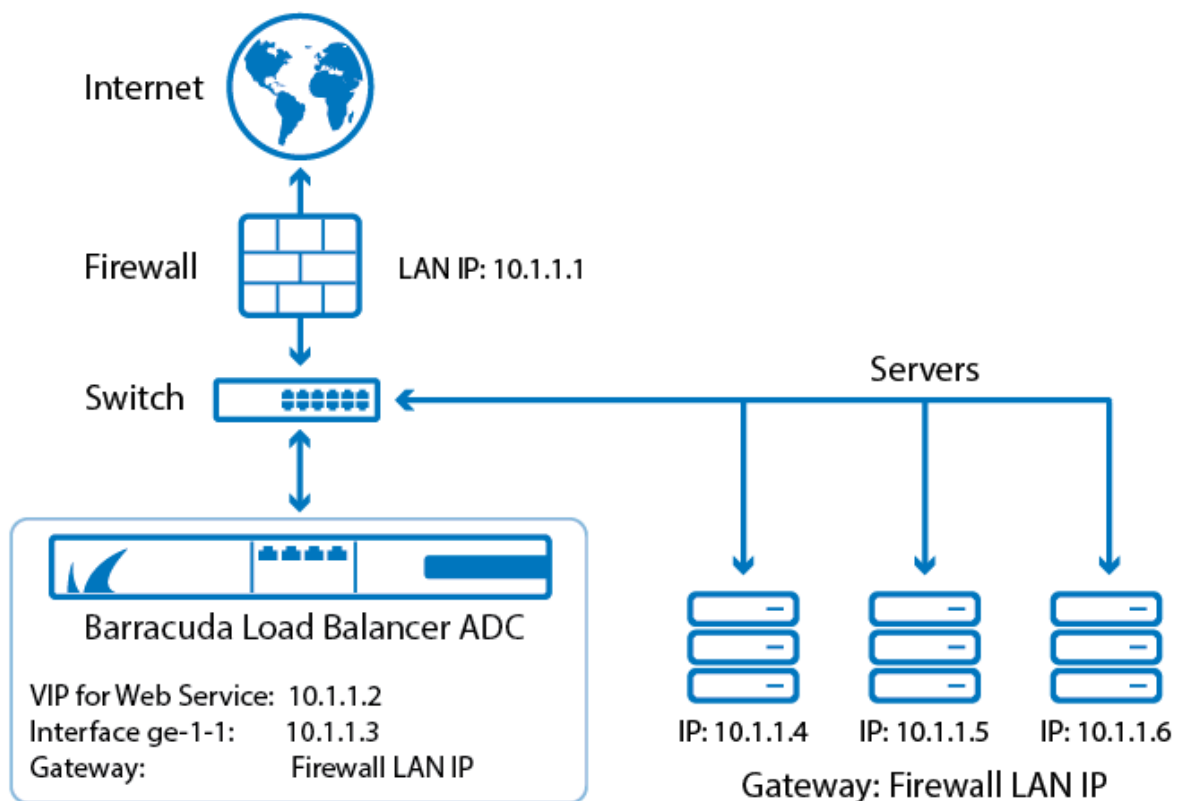 Internet
Firewall
LAN IP: 10.1.1.1
Servers
Switch
Barracuda Load Balancer ADC
VIP for Web Service: 10.1.1.2
Interface ge-1-1: 10.1.1.3
Gateway: Firewall LAN IP
IP: 10.1.1.4
IP: 10.1.1.5
IP: 10.1.1.6
Gateway: Firewall LAN IP